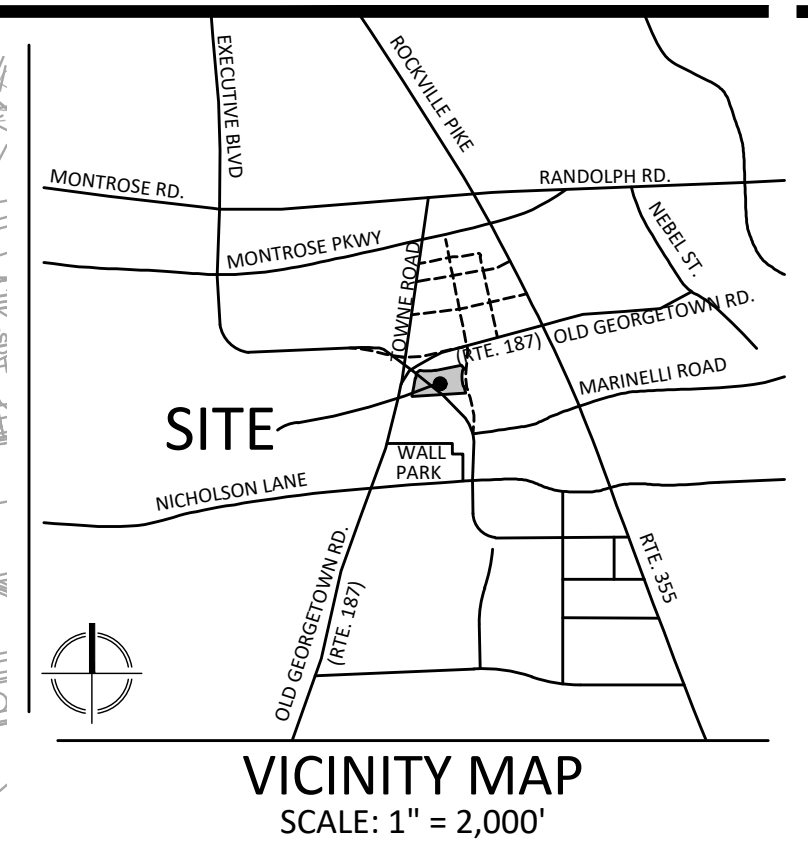 EXECUTIVE BLVD
ROCKVILLE PIKE
MONTROSE RD.
RANDOLPH RD.
MONTROSE PKWY
TOWNE ROAD
NEBEL ST.
(RTE. 187)
OLD GEORGETOWN RD.
MARINELLI ROAD
SITE
WALL
PARK
NICHOLSON LANE
OLD GEORGETOWN RD.
(RTE. 187)
RTE. 355
VICINITY MAP
SCALE: 1" = 2,000'